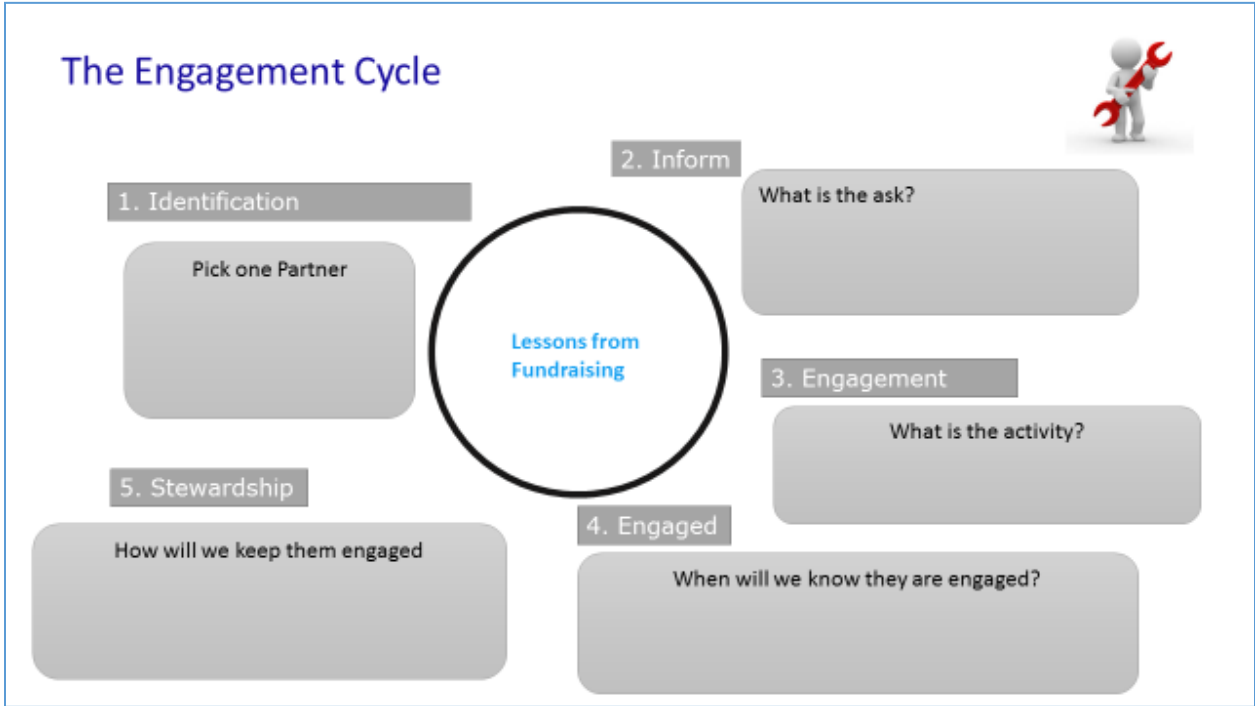 The Engagement Cycle
1. Identification
Pick one Partner
2. Inform
What is the ask?
Lessons from
Fundraising
3. Engagement
What is the activity?
4. Engaged
When will we know they are engaged?
5. Stewardship
How will we keep them engaged